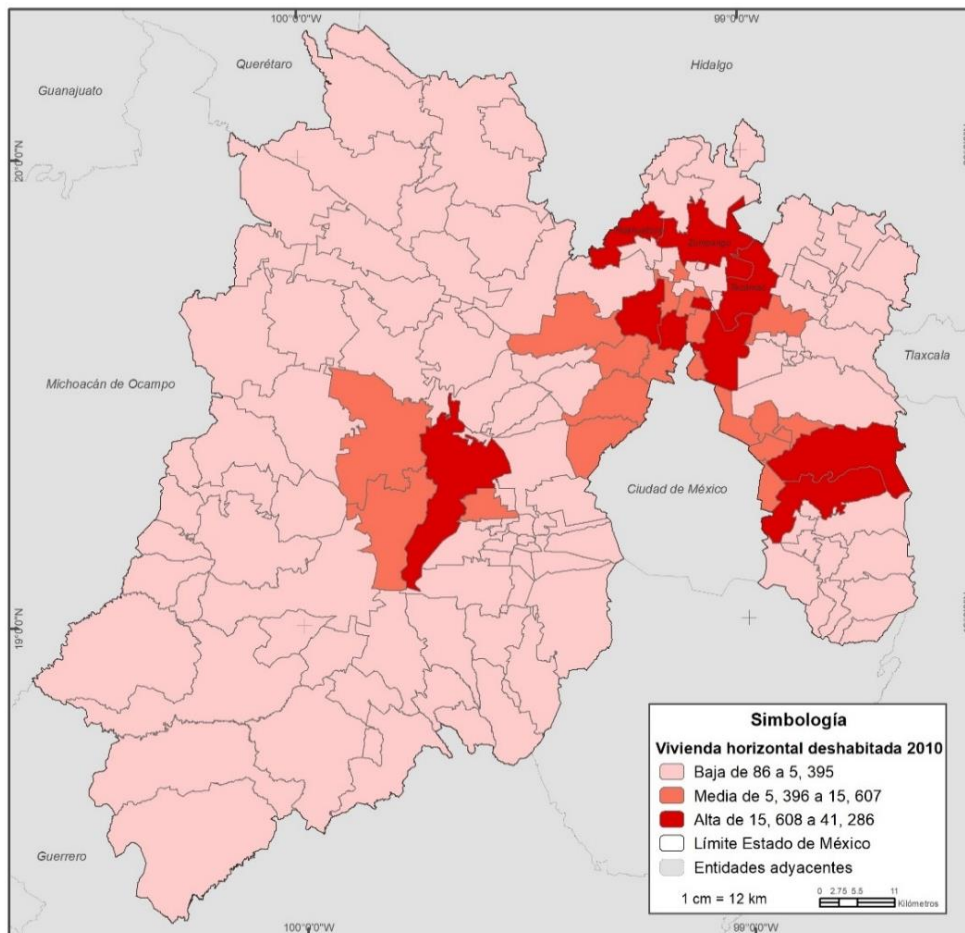 100°0'0"W
99°0'0"W
Querétaro
Hidalgo
Guanajuato
20°0'0"N
Huehuetoca
Zumpango
Tecámac
Tlaxcala
Michoacán de Ocampo
Ciudad de México
19°0'0"N
Guerrero
Simbología
Vivienda horizontal deshabitada 2010
Baja de 86 a 5, 395
Media de 5, 396 a 15, 607
Alta de 15, 608 a 41, 286
Límite Estado de México
Entidades adyacentes
1 cm = 12 km
0 2.75 5.5 11
Kilómetros
100°0'0"W
99°0'0"W